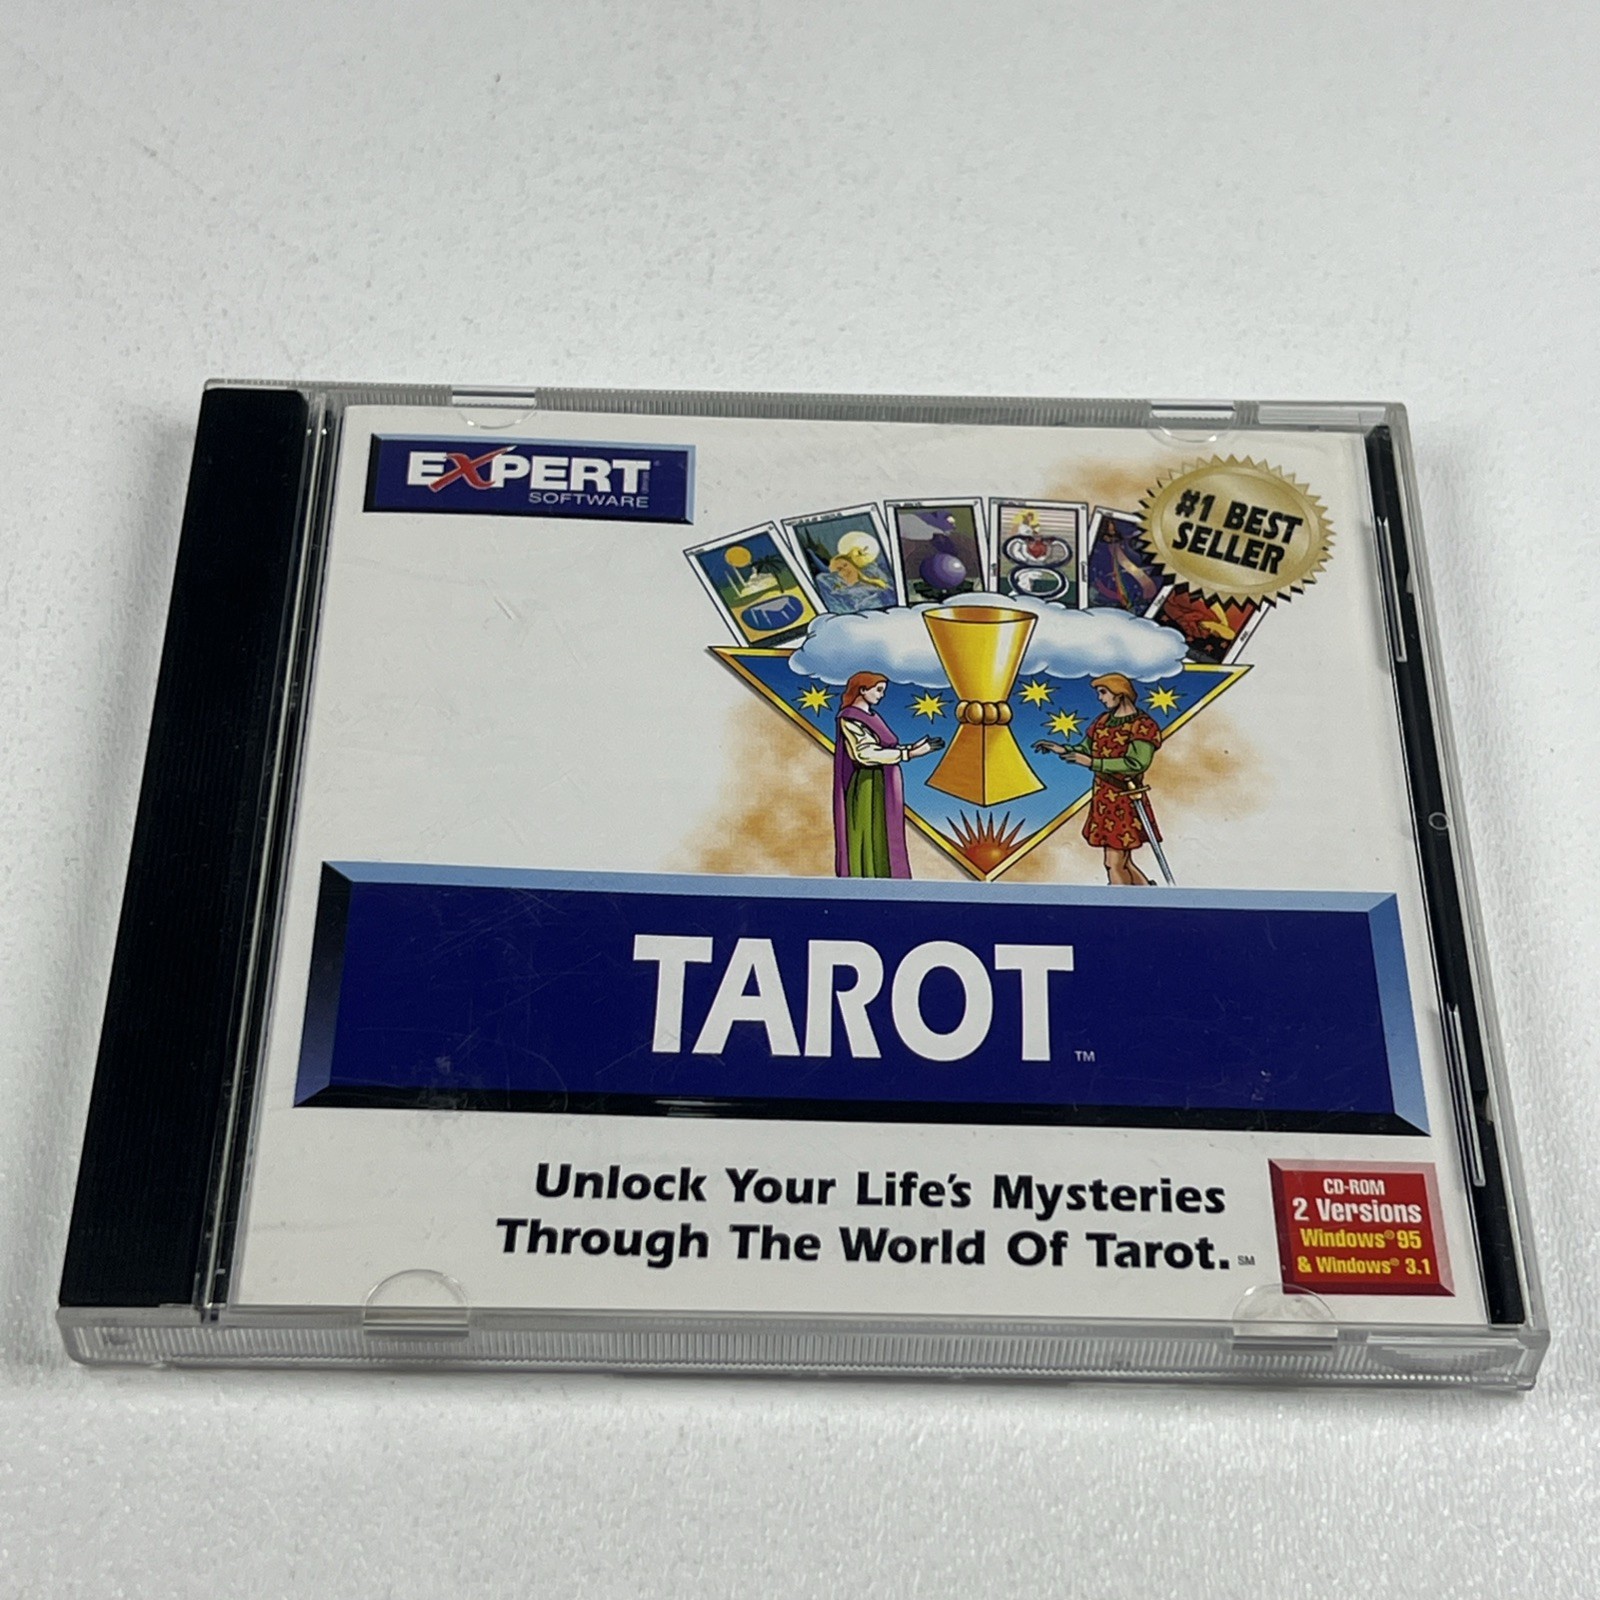 EXPERT®
SOFTWARE
#1 BEST
SELLER
TAROT™
Unlock Your Life's Mysteries
Through The World Of Tarot.℠
CD-ROM
2 Versions
Windows® 95
& Windows® 3.1